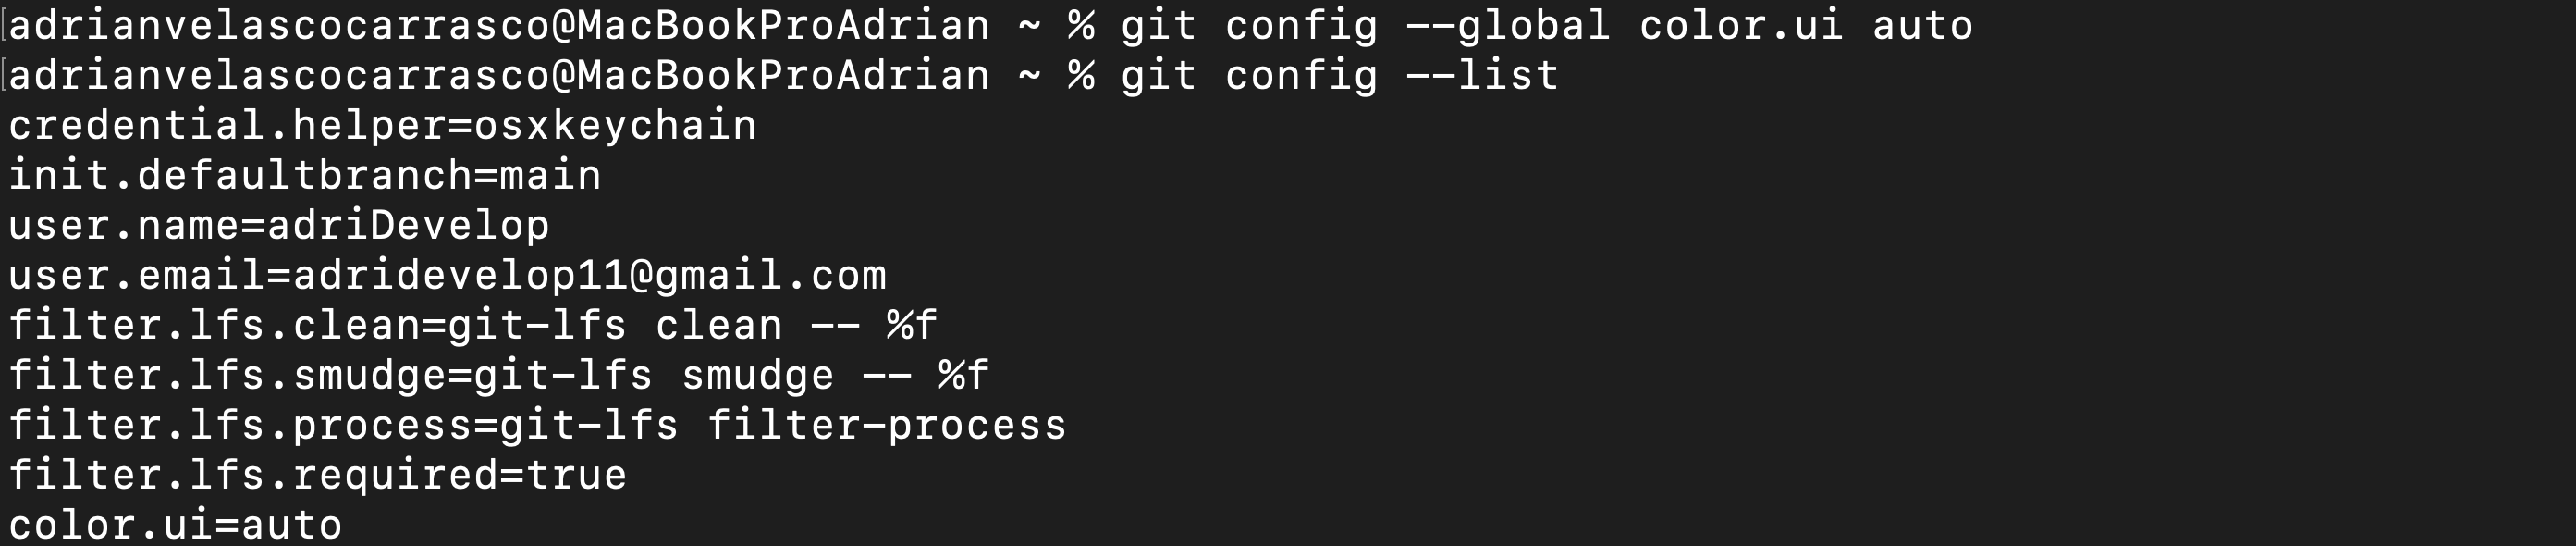 [adrianvelascocarrasco@MacBookProAdrian ~ % git config --global color.ui auto
[adrianvelascocarrasco@MacBookProAdrian ~ % git config --list
credential.helper=osxkeychain
init.defaultbranch=main
user.name=adriDevelop
user.email=adridevelop11@gmail.com
filter.lfs.clean=git-lfs clean -- %f
filter.lfs.smudge=git-lfs smudge -- %f
filter.lfs.process=git-lfs filter-process
filter.lfs.required=true
color.ui=auto